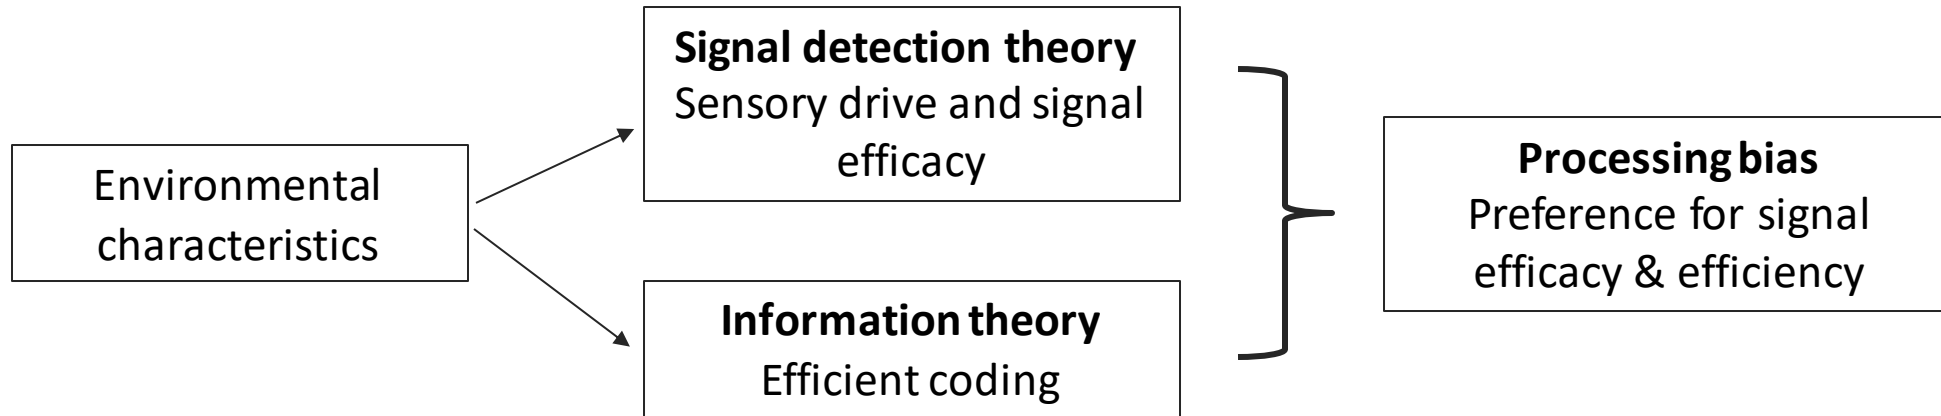 Environmental
characteristics
Signal detection theory
Sensory drive and signal
efficacy
Information theory
Efficient coding
Processing bias
Preference for signal
efficacy & efficiency